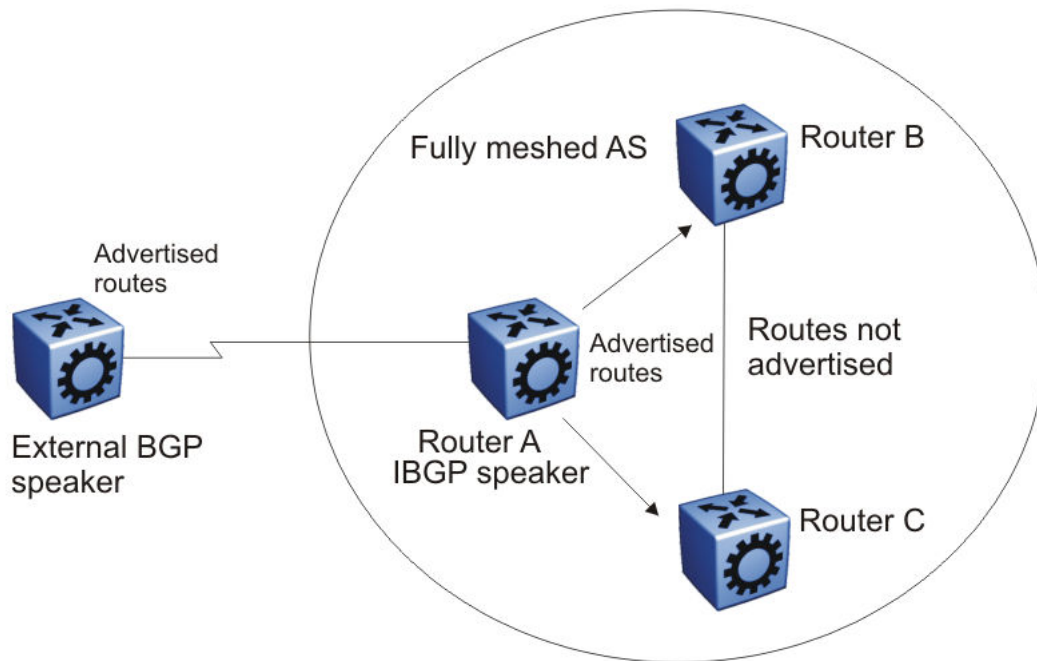 Fully meshed AS
Router B
Advertised
routes
External BGP
speaker
Advertised
routes
Router A
IBGP speaker
Routes not
advertised
Router C